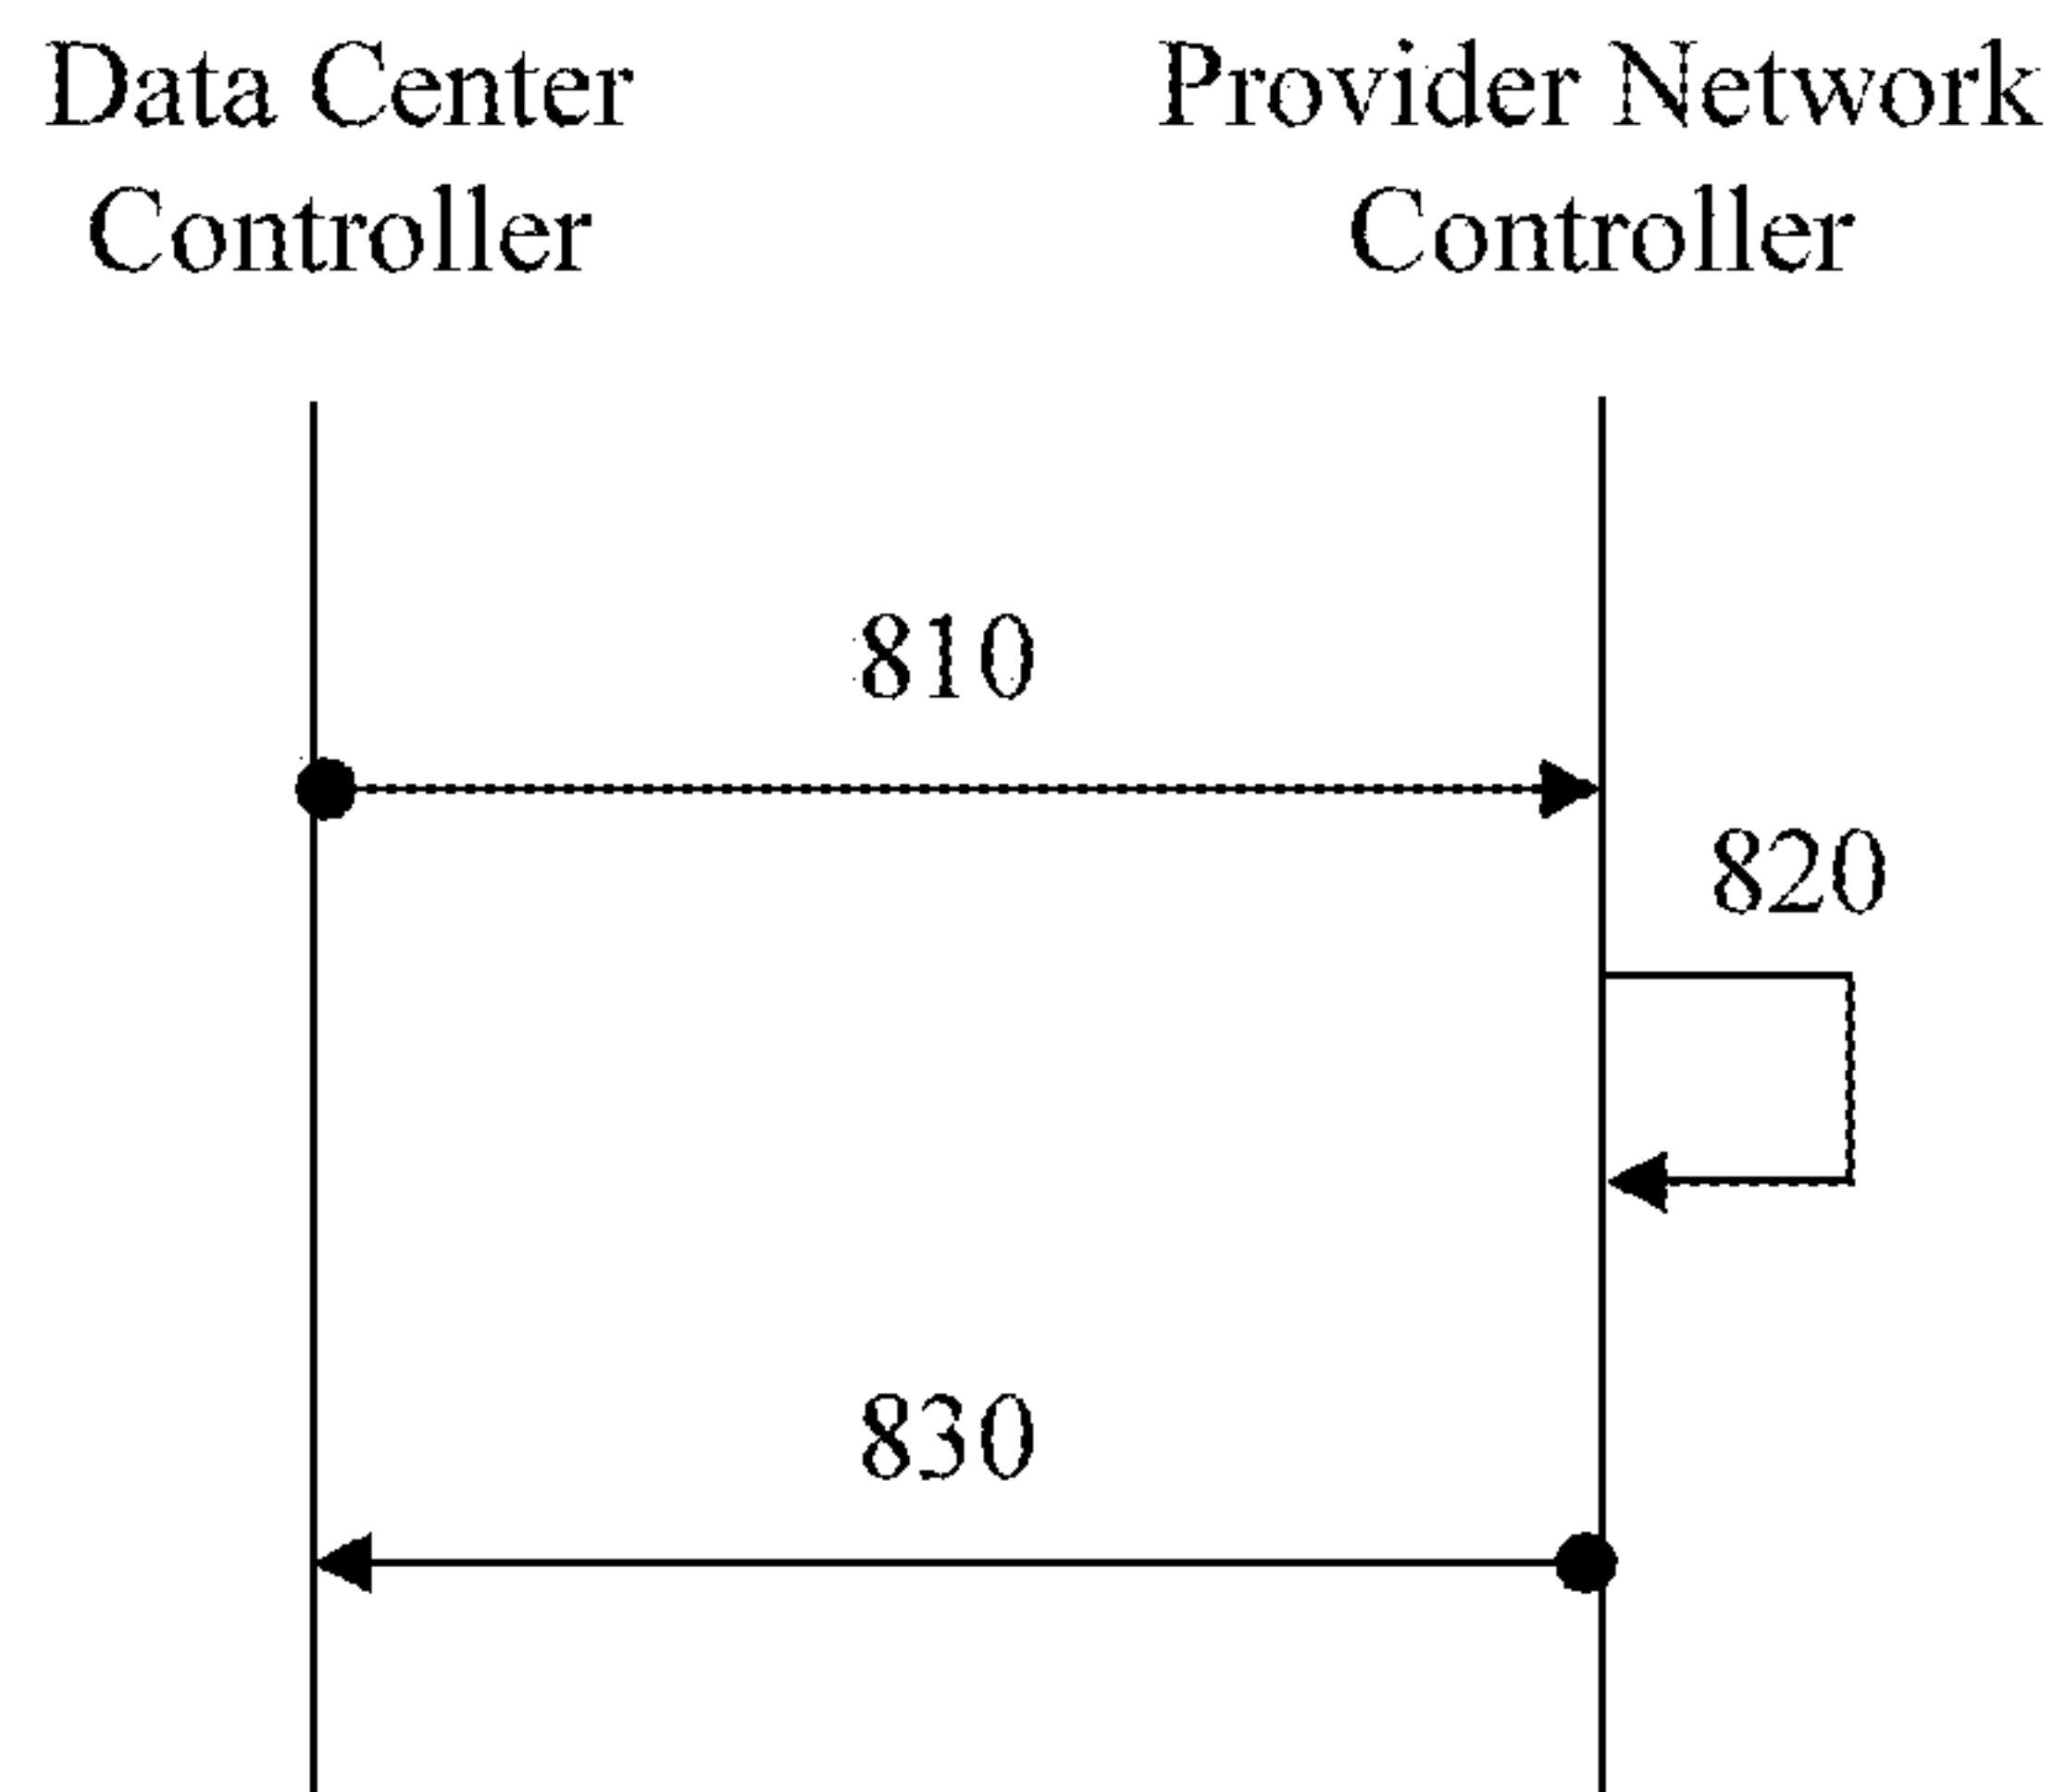 Data Center
Controller
Provider Network
Controller
810
820
830